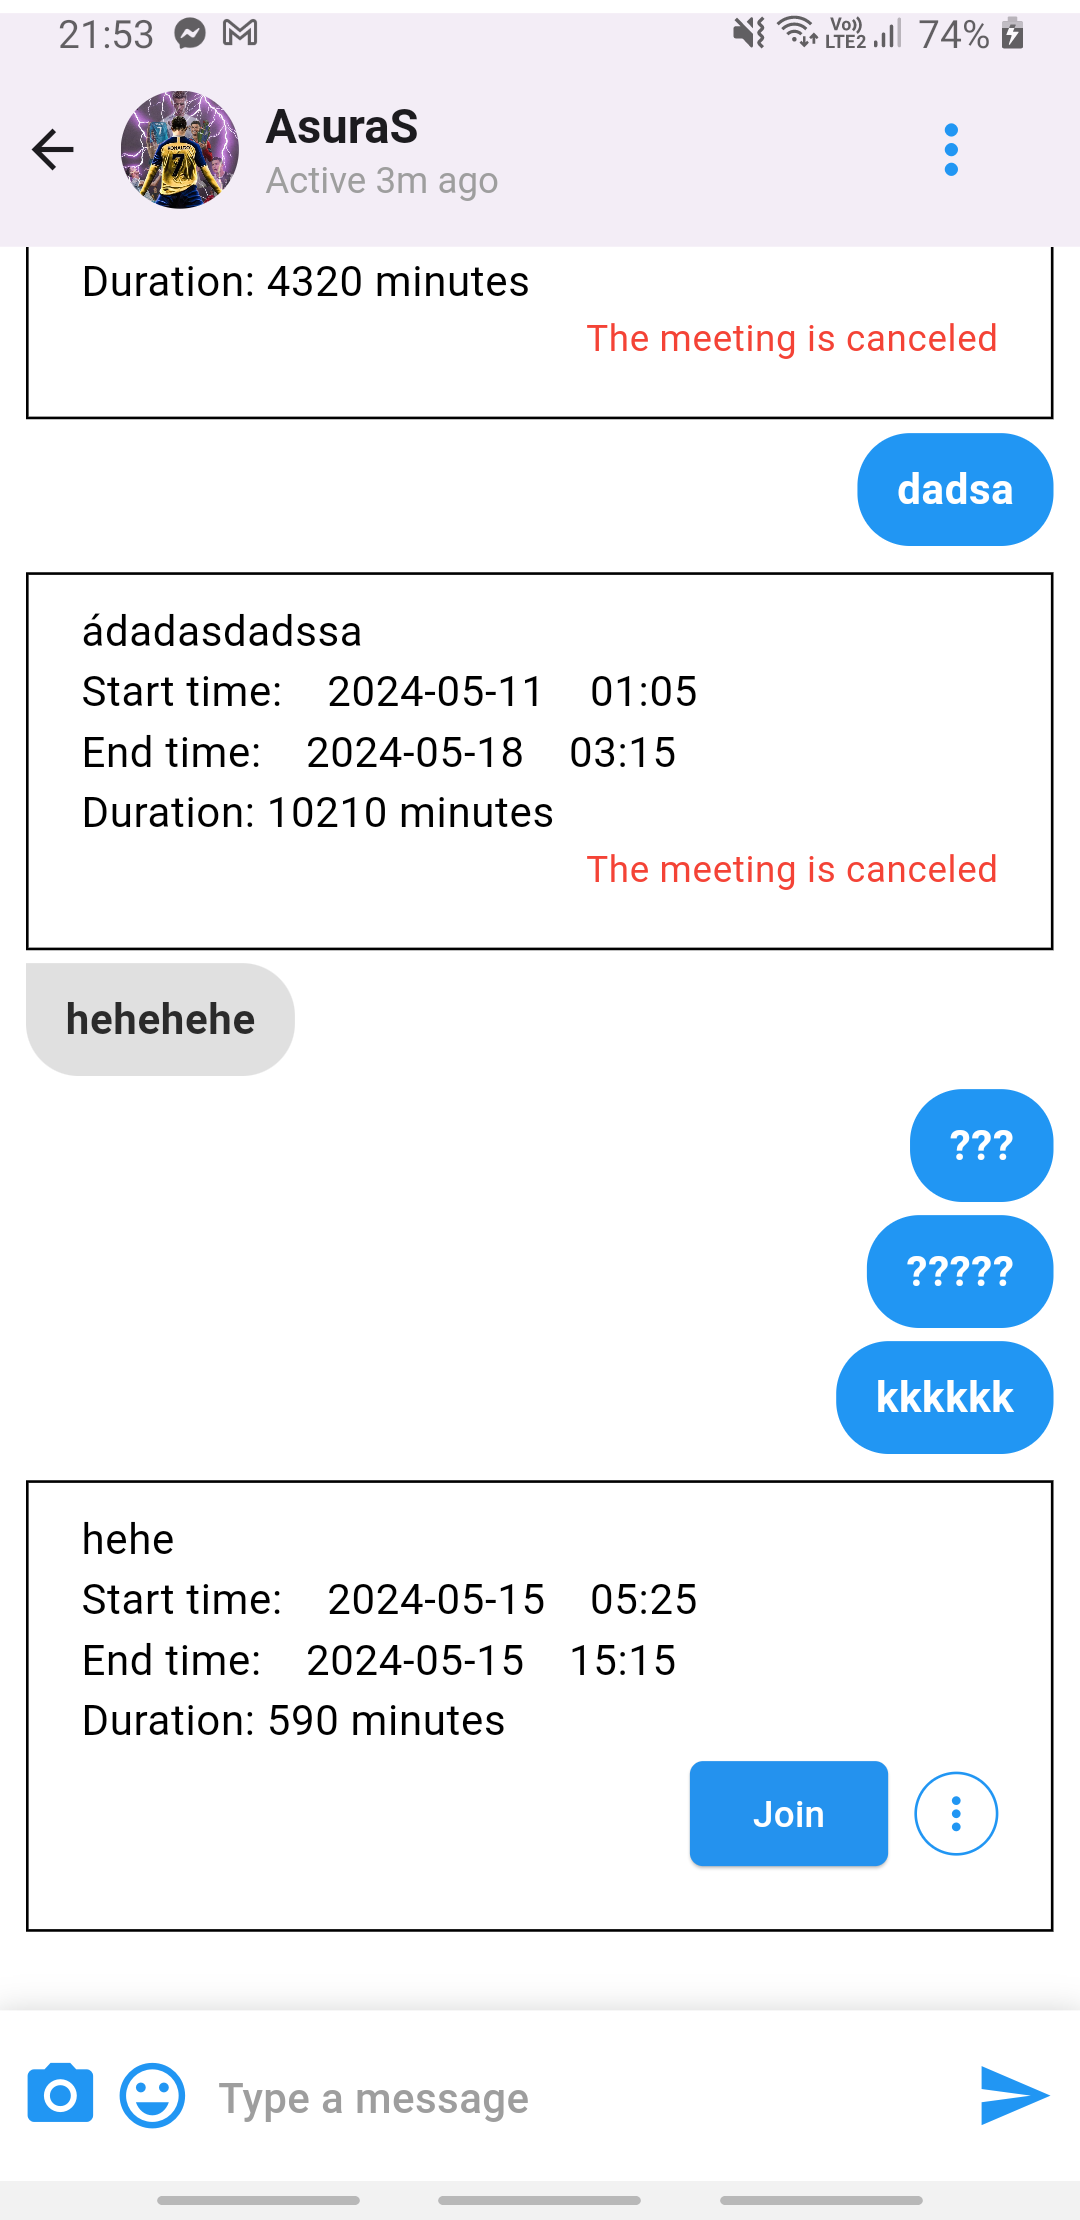 21:53
Vo))
LTE2
74%
AsuraS
Active 3m ago
RONALDO
7
Duration: 4320 minutes
The meeting is canceled
dadsa
ádadasdadssa
Start time: 2024-05-11 01:05
End time: 2024-05-18 03:15
Duration: 10210 minutes
The meeting is canceled
hehehehe
???
?????
kkkkkk
hehe
Start time: 2024-05-15 05:25
End time: 2024-05-15 15:15
Duration: 590 minutes
Join
Type a message